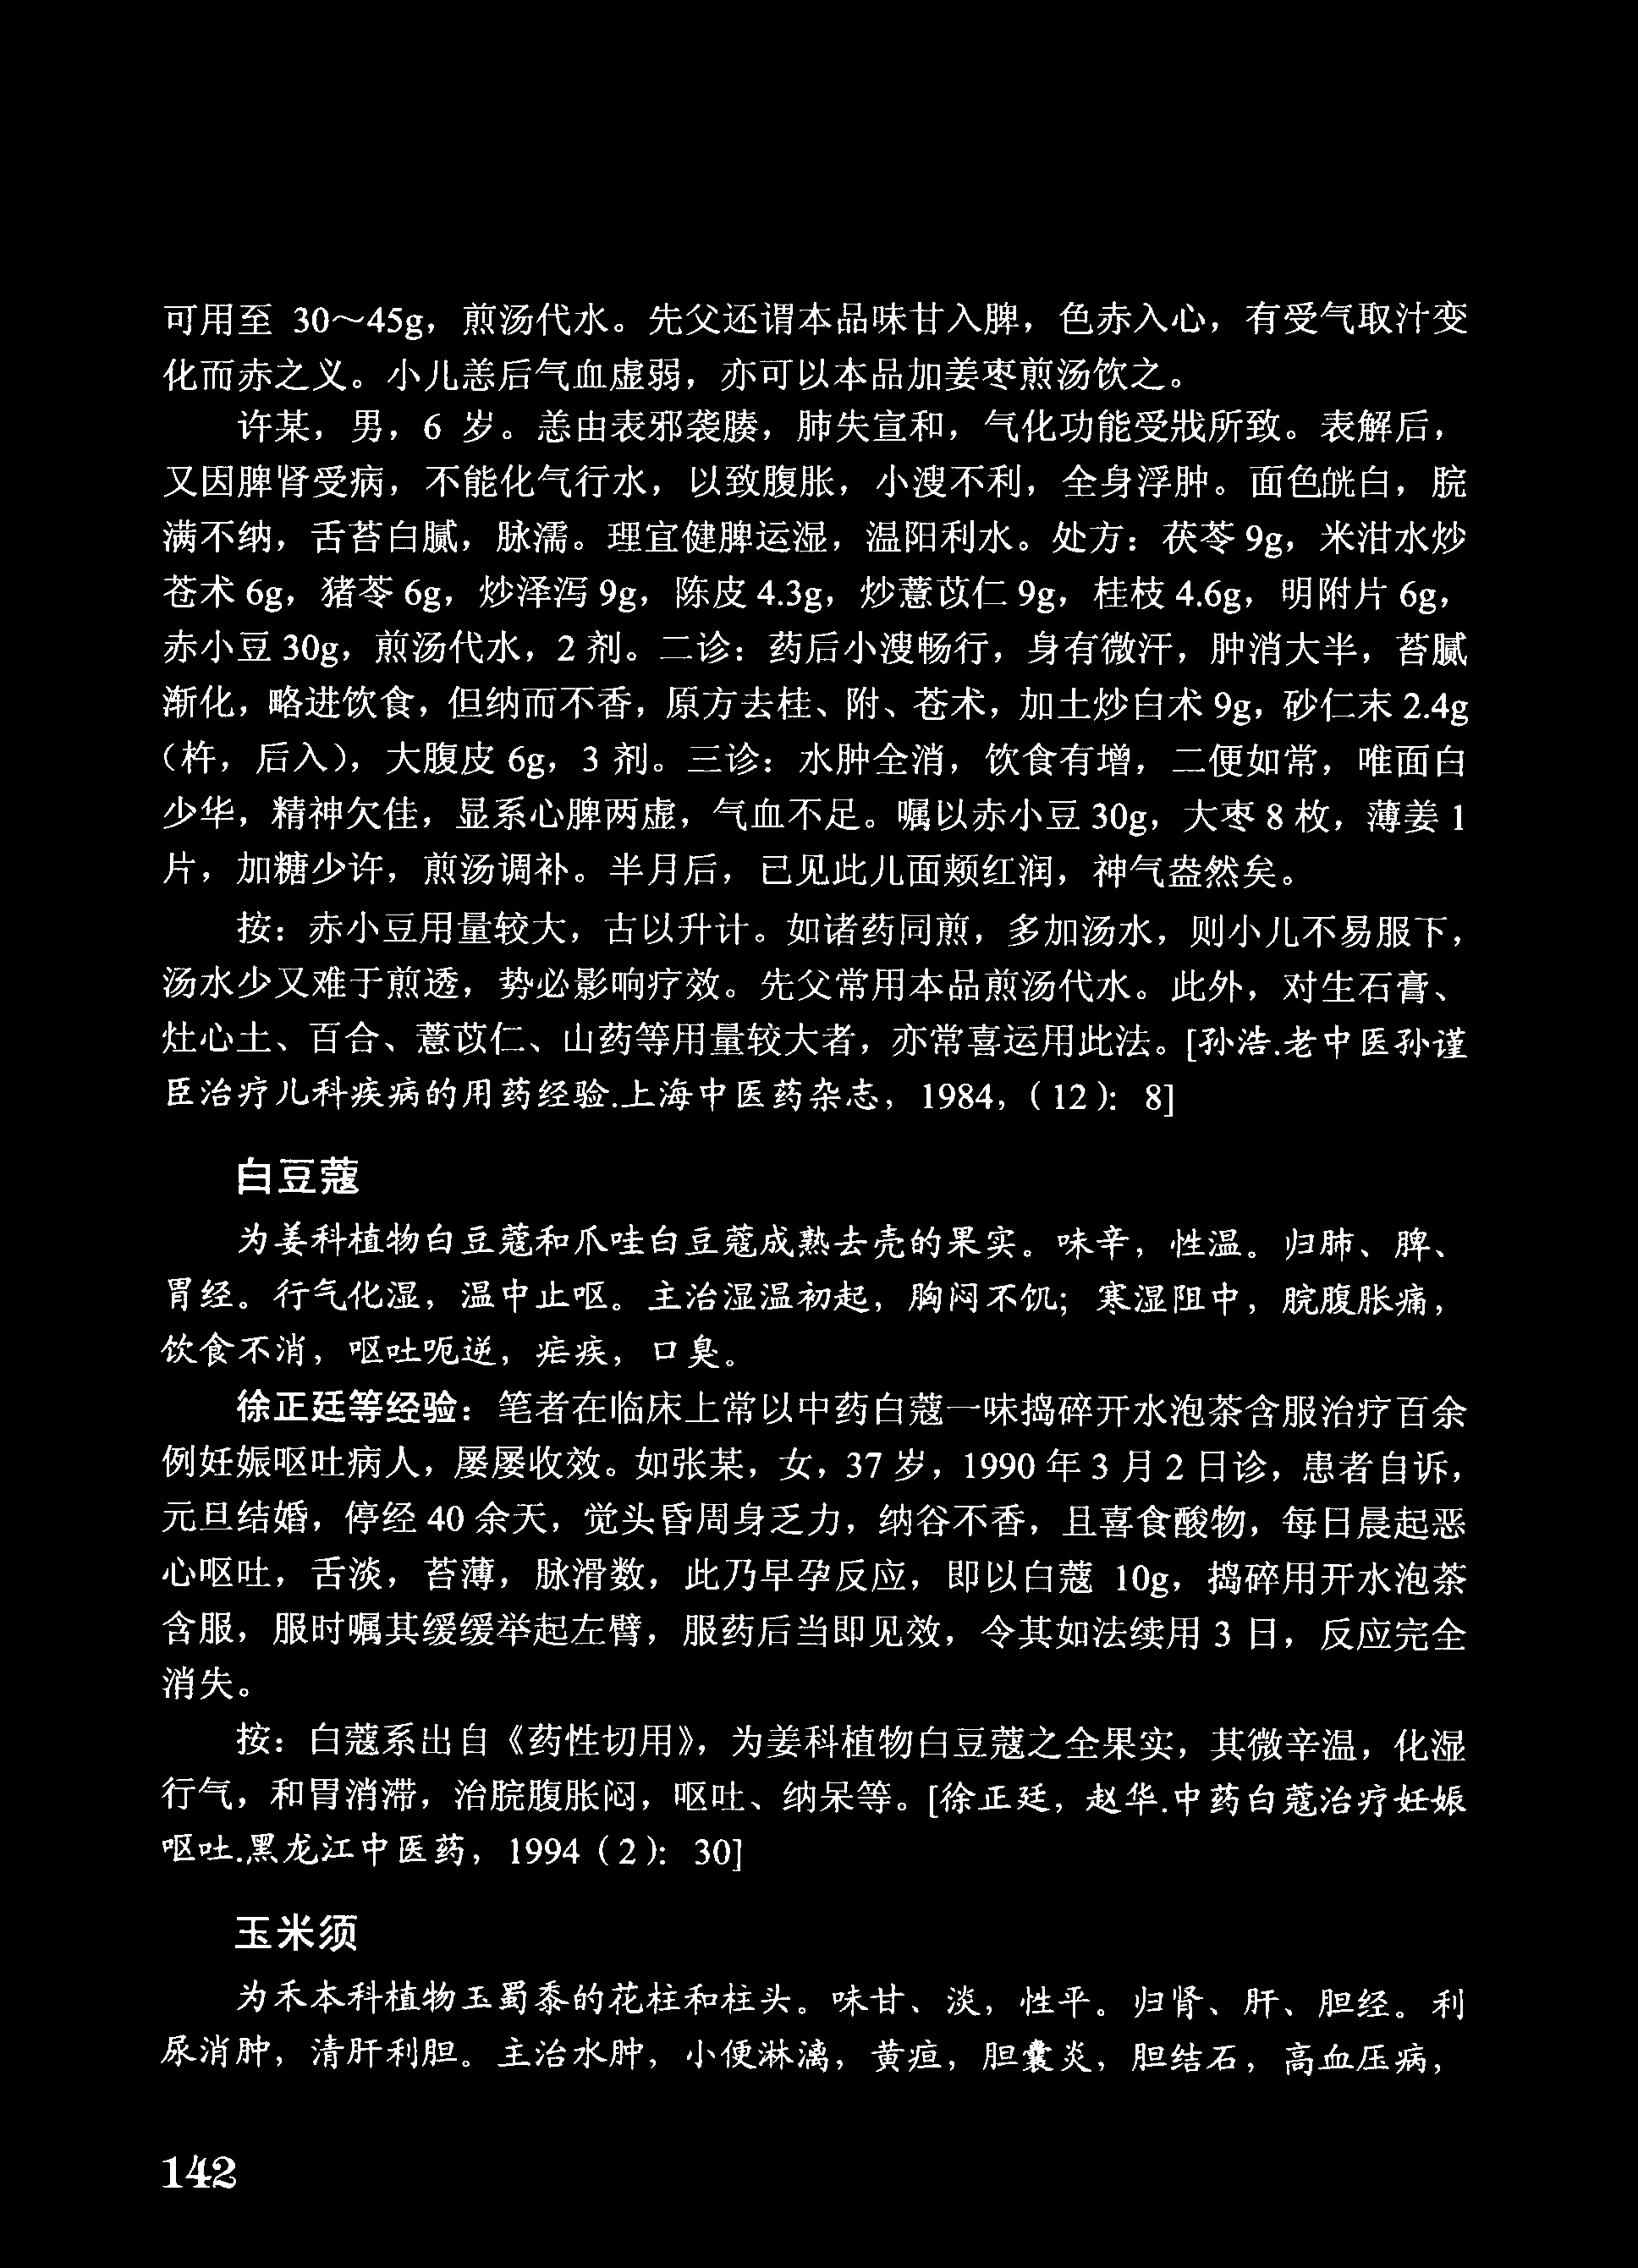 可用至 30～45g，煎汤代水。先父还谓本品味甘入脾，色赤入心，有受气取汁变
化而赤之义。小儿恙后气血虚弱，亦可以本品加姜枣煎汤饮之。
许某，男，6 岁。恙由表邪袭腠，肺失宣和，气化功能受戕所致。表解后，
又因脾肾受病，不能化气行水，以致腹胀，小溲不利，全身浮肿。面色㿠白，脘
满不纳，舌苔白腻，脉濡。理宜健脾运湿，温阳利水。处方：茯苓 9g，米泔水炒
苍术 6g，猪苓 6g，炒泽泻 9g，陈皮 4.3g，炒薏苡仁 9g，桂枝 4.6g，明附片 6g，
赤小豆 30g，煎汤代水，2 剂。二诊：药后小溲畅行，身有微汗，肿消大半，苔腻
渐化，略进饮食，但纳而不香，原方去桂、附、苍术，加土炒白术 9g，砂仁末 2.4g
（杵，后入），大腹皮 6g，3 剂。三诊：水肿全消，饮食有增，二便如常，唯面白
少华，精神欠佳，显系心脾两虚，气血不足。嘱以赤小豆 30g，大枣 8 枚，薄姜 1
片，加糖少许，煎汤调补。半月后，已见此儿面颊红润，神气盎然矣。
按：赤小豆用量较大，古以升计。如诸药同煎，多加汤水，则小儿不易服下，
汤水少又难于煎透，势必影响疗效。先父常用本品煎汤代水。此外，对生石膏、
灶心土、百合、薏苡仁、山药等用量较大者，亦常喜运用此法。[孙浩.老中医孙谨
臣治疗儿科疾病的用药经验.上海中医药杂志，1984，（12）：8]
白豆蔻
为姜科植物白豆蔻和爪哇白豆蔻成熟去壳的果实。味辛，性温。归肺、脾、
胃经。行气化湿，温中止呕。主治湿温初起，胸闷不饥；寒湿阻中，脘腹胀痛，
饮食不消，呕吐呃逆，疟疾，口臭。
徐正廷等经验：笔者在临床上常以中药白蔻一味捣碎开水泡茶含服治疗百余
例妊娠呕吐病人，屡屡收效。如张某，女，37 岁，1990 年 3 月 2 日诊，患者自诉，
元旦结婚，停经 40 余天，觉头昏周身乏力，纳谷不香，且喜食酸物，每日晨起恶
心呕吐，舌淡，苔薄，脉滑数，此乃早孕反应，即以白蔻 10g，捣碎用开水泡茶
含服，服时嘱其缓缓举起左臂，服药后当即见效，令其如法续用 3 日，反应完全
消失。
按：白蔻系出自《药性切用》，为姜科植物白豆蔻之全果实，其微辛温，化湿
行气，和胃消滞，治脘腹胀闷，呕吐、纳呆等。[徐正廷，赵华.中药白蔻治疗妊娠
呕吐.黑龙江中医药，1994（2）：30]
玉米须
为禾本科植物玉蜀黍的花柱和柱头。味甘、淡，性平。归肾、肝、胆经。利
尿消肿，清肝利胆。主治水肿，小便淋漓，黄疸，胆囊炎，胆结石，高血压病，
142